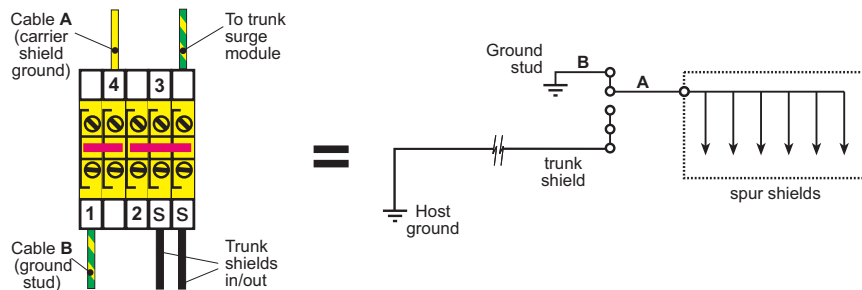 Cable A
(carrier
shield
ground)
To trunk
surge
module
4 3
1 2 S S
Cable B
(ground
stud)
Trunk
shields
in/out
=
Ground
stud
B
A
trunk
shield
Host
ground
spur shields